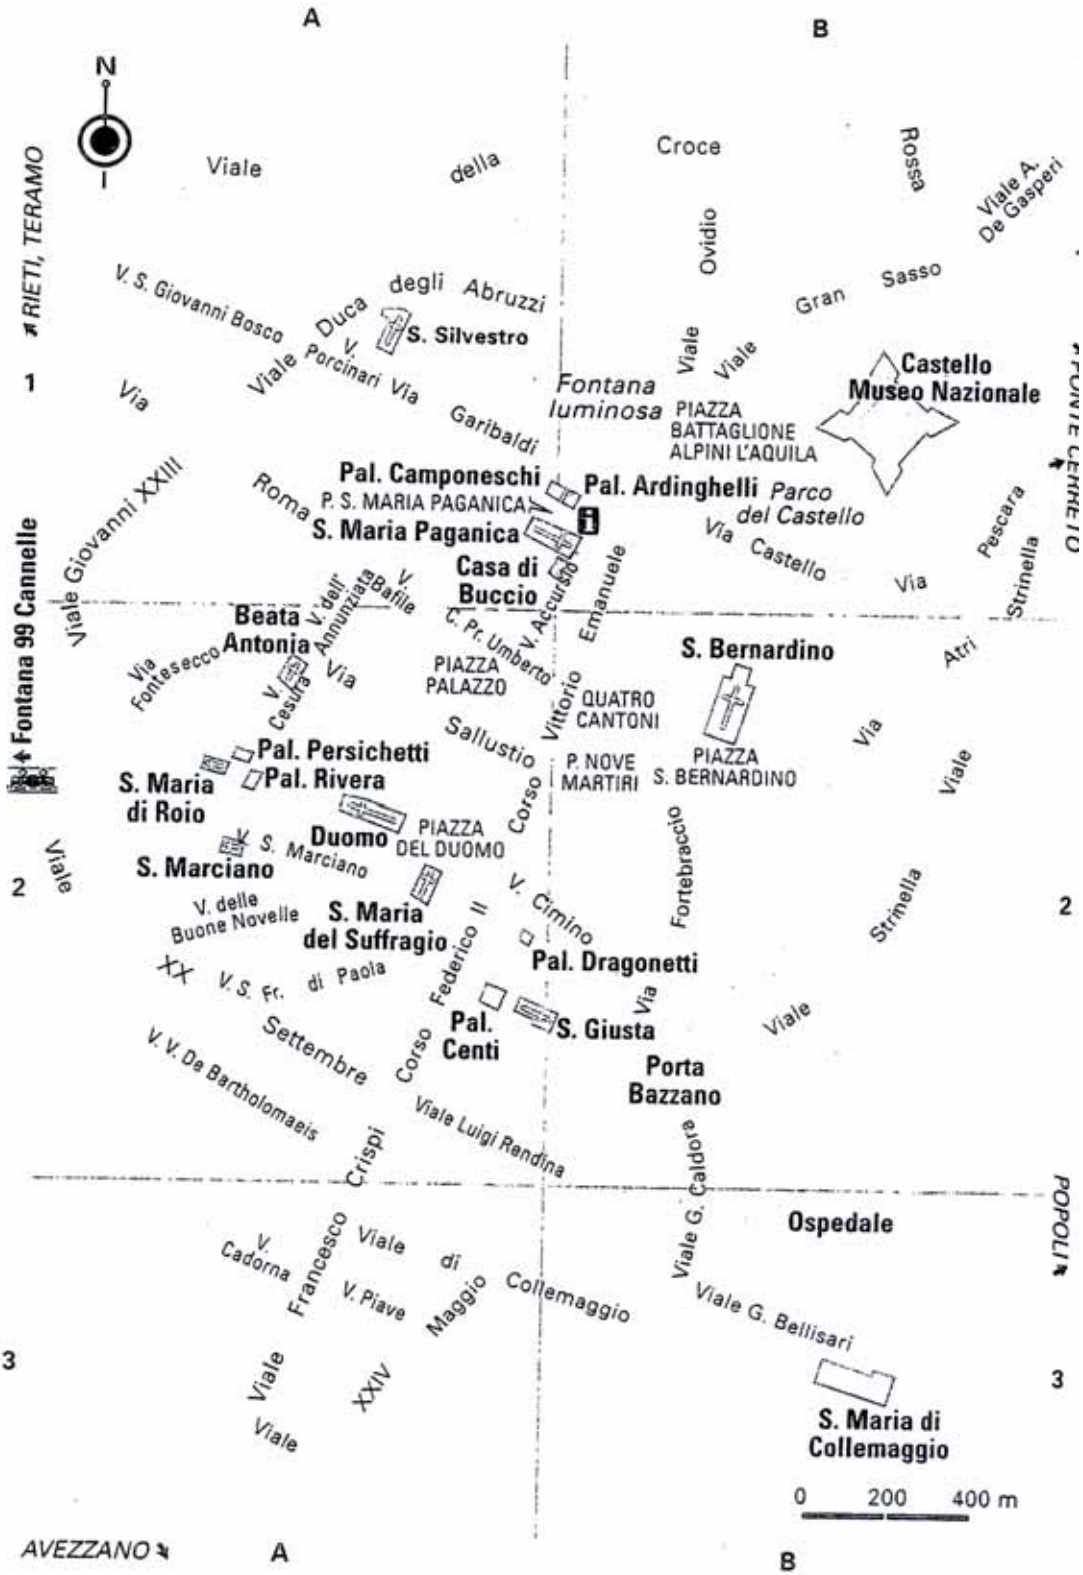 A
B
N
RIETI, TERAMO
Viale della Croce Rossa
Viale A.
De Gasperi
Viale Ovidio
Viale Gran Sasso
V. S. Giovanni Bosco
Viale Duca degli Abruzzi
S. Silvestro
V. Porcinari
Via Garibaldi
1
Fontana
luminosa
PIAZZA
BATTAGLIONE
ALPINI L'AQUILA
Castello
Museo Nazionale
FONTE CERRETO
Via Roma
Viale Giovanni XXIII
Pal. Camponeschi
Pal. Ardinghelli
P. S. MARIA PAGANICA
i
S. Maria Paganica
Parco
del Castello
Via Castello
Pescara
Via
Strinella
Casa di
Buccio
V. Accursio
Emanuele
V.
Bafile
V. dell'
Annunziata
Fontana 99 Cannelle
Beata
Antonia
C. Pr. Umberto
S. Bernardino
Atri
Via
Fontesecco
V.
Cesura
Via
PIAZZA
PALAZZO
Vittorio
QUATRO
CANTONI
Sallustio
Via
Viale
Pal. Persichetti
Pal. Rivera
S. Maria
di Roio
P. NOVE
MARTIRI
PIAZZA
S. BERNARDINO
Corso
Duomo
PIAZZA
DEL DUOMO
V.
S. Marciano
S. Marciano
Viale
2
2
V. Cimino
Fortebraccio
Strinella
V. delle
Buone Novelle
S. Maria
del Suffragio
Pal. Dragonetti
XX
V. S. Fr. di Paola
Corso Federico II
Via
Viale
Settembre
Pal.
Centi
S. Giusta
Porta
Bazzano
V. V. De Bartholomaeis
Viale Luigi Rendina
Viale G. Caldora
Crispi
POPOLI
Ospedale
V.
Cadorna
Francesco
Viale di Collemaggio
V. Piave
Maggio
Viale G. Bellisari
3
3
Viale
XXIV
Viale
S. Maria di
Collemaggio
0 200 400 m
AVEZZANO
A
B